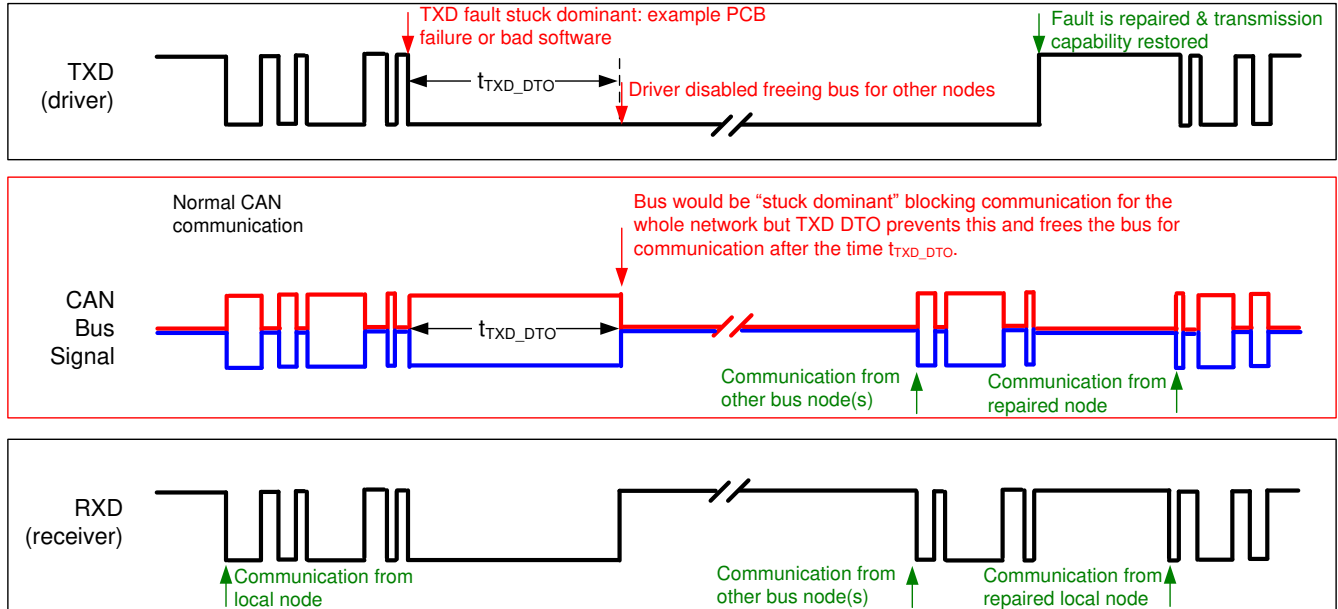 TXD fault stuck dominant: example PCB
failure or bad software
Fault is repaired & transmission
capability restored
TXD
(driver)
tTXD_DTO
Driver disabled freeing bus for other nodes
Normal CAN
communication
Bus would be “stuck dominant” blocking communication for the
whole network but TXD DTO prevents this and frees the bus for
communication after the time tTXD_DTO.
CAN
Bus
Signal
tTXD_DTO
Communication from
other bus node(s)
Communication from
repaired node
RXD
(receiver)
Communication from
local node
Communication from
other bus node(s)
Communication from
repaired local node